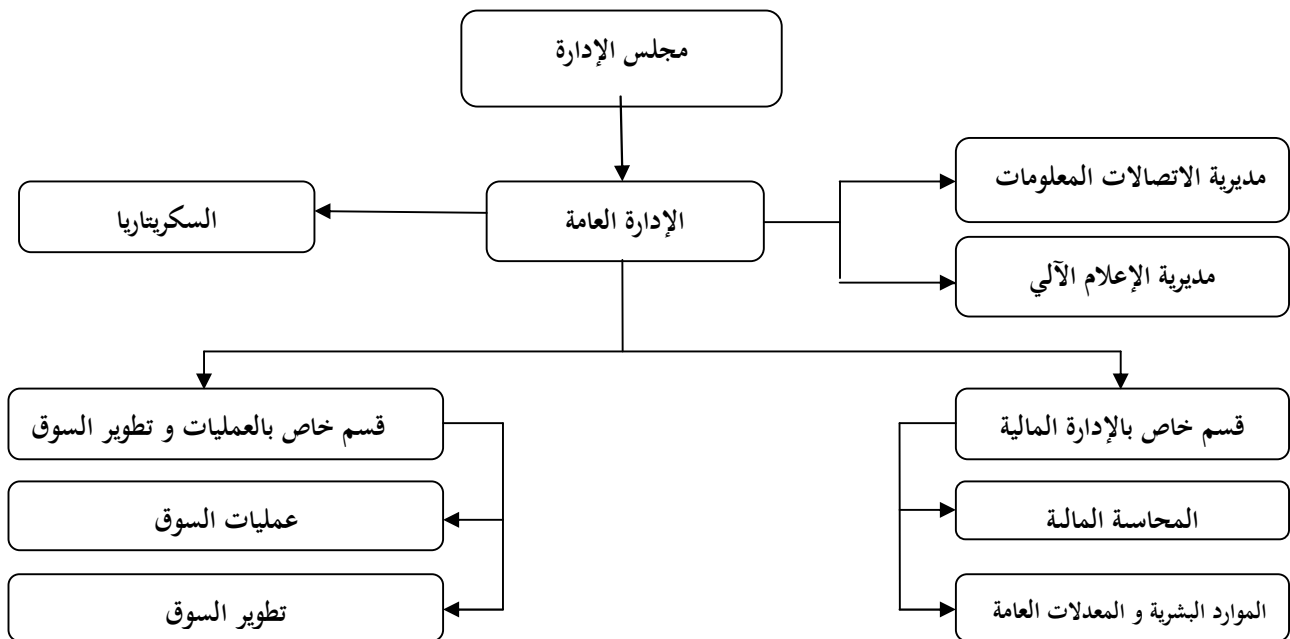 مجلس الإدارة
مديرية الاتصالات المعلومات
الإدارة العامة
السكريتاريا
مديرية الإعلام الآلي
قسم خاص بالإدارة المالية
قسم خاص بالعمليات و تطوير السوق
المحاسبة المالية
عمليات السوق
الموارد البشرية و المعدلات العامة
تطوير السوق